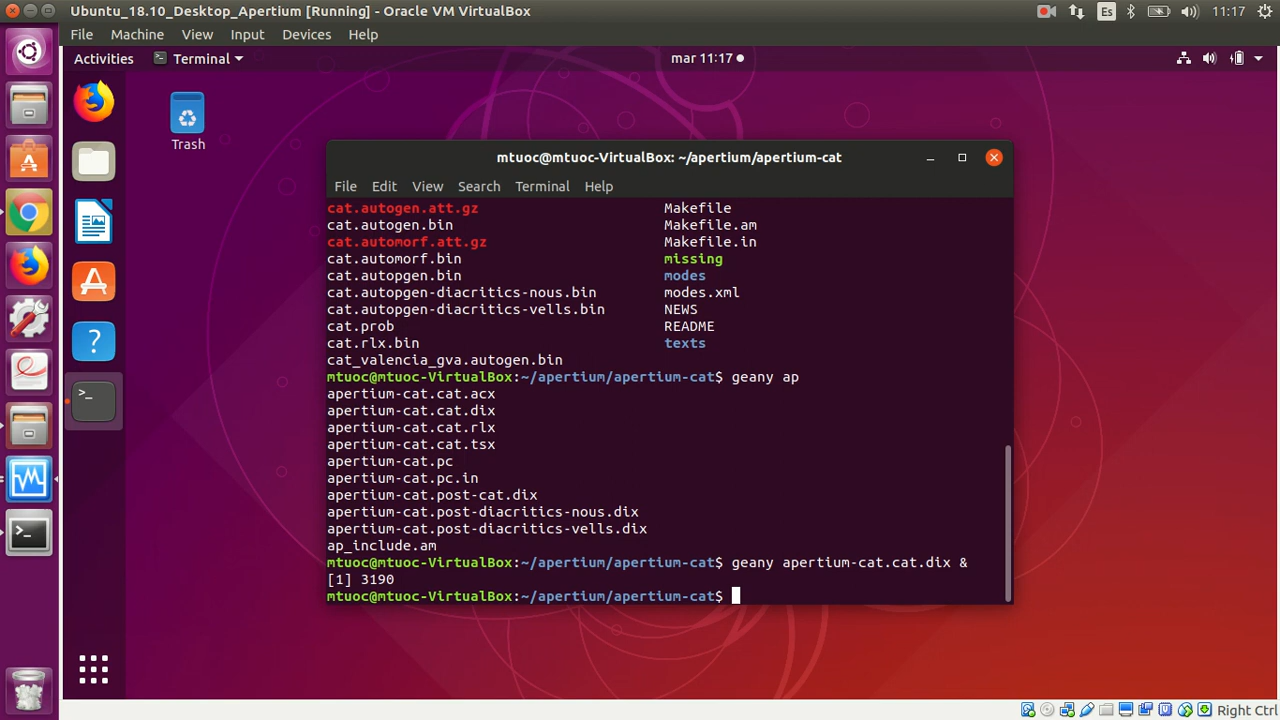 Ubuntu_18.10_Desktop_Apertium [Running] - Oracle VM VirtualBox
Es
11:17
File Machine View Input Devices Help
Activities
Terminal
mar 11:17
Trash
mtuoc@mtuoc-VirtualBox: ~/apertium/apertium-cat
File Edit View Search Terminal Help
cat.autogen.att.gz Makefile
cat.autogen.bin Makefile.am
cat.automorf.att.gz Makefile.in
cat.automorf.bin missing
cat.autopgen.bin modes
cat.autopgen-diacritics-nous.bin modes.xml
cat.autopgen-diacritics-vells.bin NEWS
cat.prob README
cat.rlx.bin texts
cat_valencia_gva.autogen.bin
mtuoc@mtuoc-VirtualBox:~/apertium/apertium-cat$ geany ap
apertium-cat.cat.acx
apertium-cat.cat.dix
apertium-cat.cat.rlx
apertium-cat.cat.tsx
apertium-cat.pc
apertium-cat.pc.in
apertium-cat.post-cat.dix
apertium-cat.post-diacritics-nous.dix
apertium-cat.post-diacritics-vells.dix
ap_include.am
mtuoc@mtuoc-VirtualBox:~/apertium/apertium-cat$ geany apertium-cat.cat.dix &
[1] 3190
mtuoc@mtuoc-VirtualBox:~/apertium/apertium-cat$
Right Ctrl